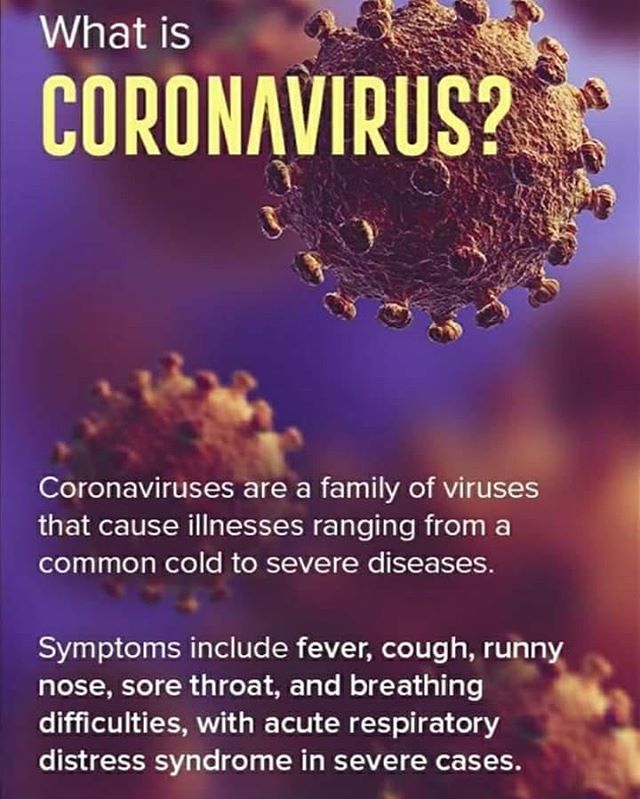 What is
CORONAVIRUS?
Coronaviruses are a family of viruses
that cause illnesses ranging from a
common cold to severe diseases.
Symptoms include fever, cough, runny
nose, sore throat, and breathing
difficulties, with acute respiratory
distress syndrome in severe cases.